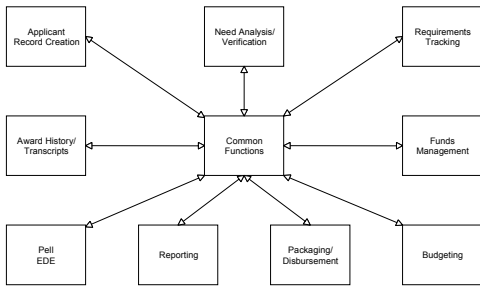 Applicant
Record Creation
Need Analysis/
Verification
Requirements
Tracking
Award History/
Transcripts
Common
Functions
Funds
Management
Pell
EDE
Reporting
Packaging/
Disbursement
Budgeting